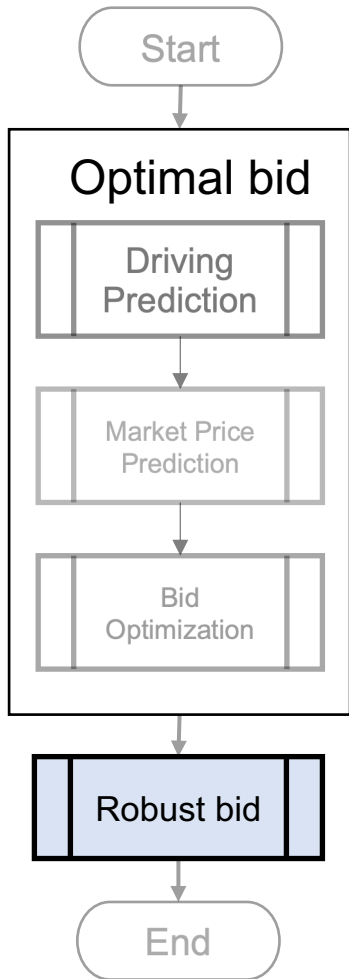 Start
Optimal bid
Driving
Prediction
Market Price
Prediction
Bid
Optimization
Robust bid
End